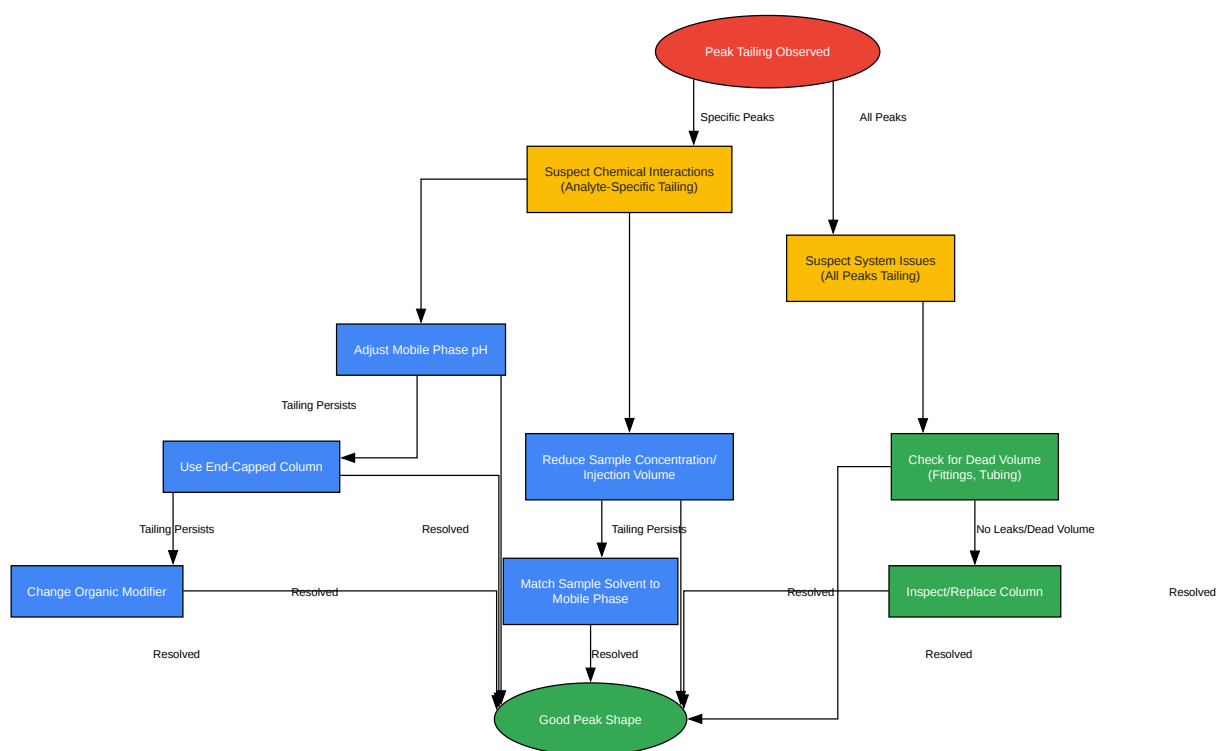 Peak Tailing Observed
Specific Peaks
All Peaks
Suspect Chemical Interactions
(Analyte-Specific Tailing)
Suspect System Issues
(All Peaks Tailing)
Adjust Mobile Phase pH
Tailing Persists
Use End-Capped Column
Reduce Sample Concentration/
Injection Volume
Check for Dead Volume
(Fittings, Tubing)
Tailing Persists
Resolved
Tailing Persists
No Leaks/Dead Volume
Change Organic Modifier
Resolved
Match Sample Solvent to
Mobile Phase
Resolved
Inspect/Replace Column
Resolved
Resolved
Resolved
Resolved
Good Peak Shape